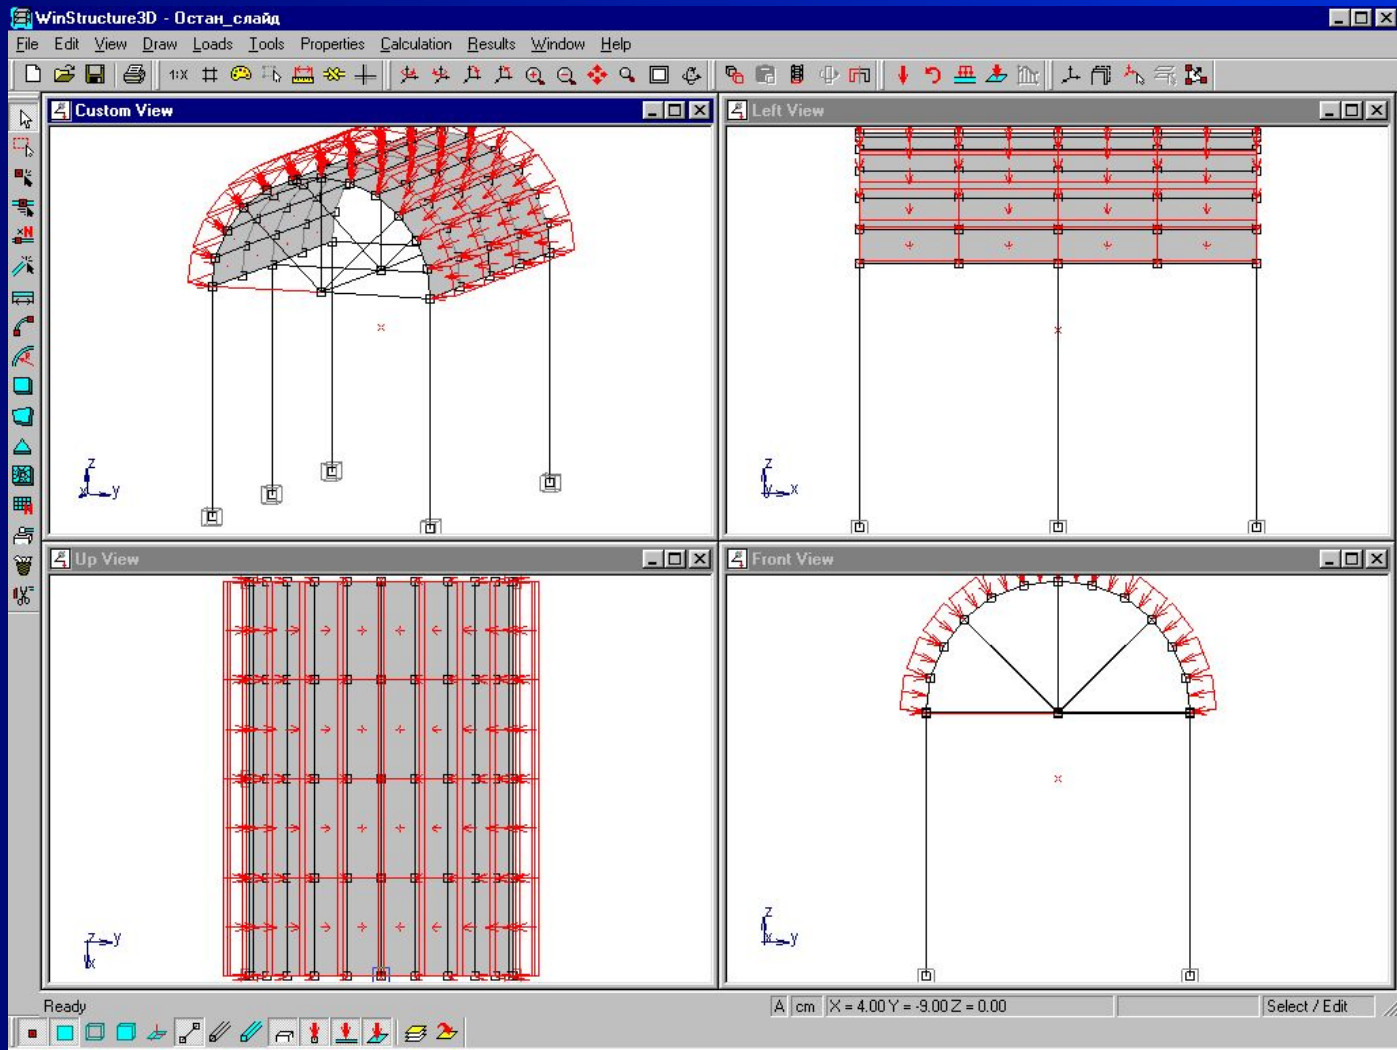 WinStructure3D - Остан_слайд
File Edit View Draw Loads Tools Properties Calculation Results Window Help
1:X
Custom View
z
x y
Left View
z
y x
Up View
z y
x
Front View
z
x y
Ready A cm X = 4.00 Y = -9.00 Z = 0.00 Select / Edit